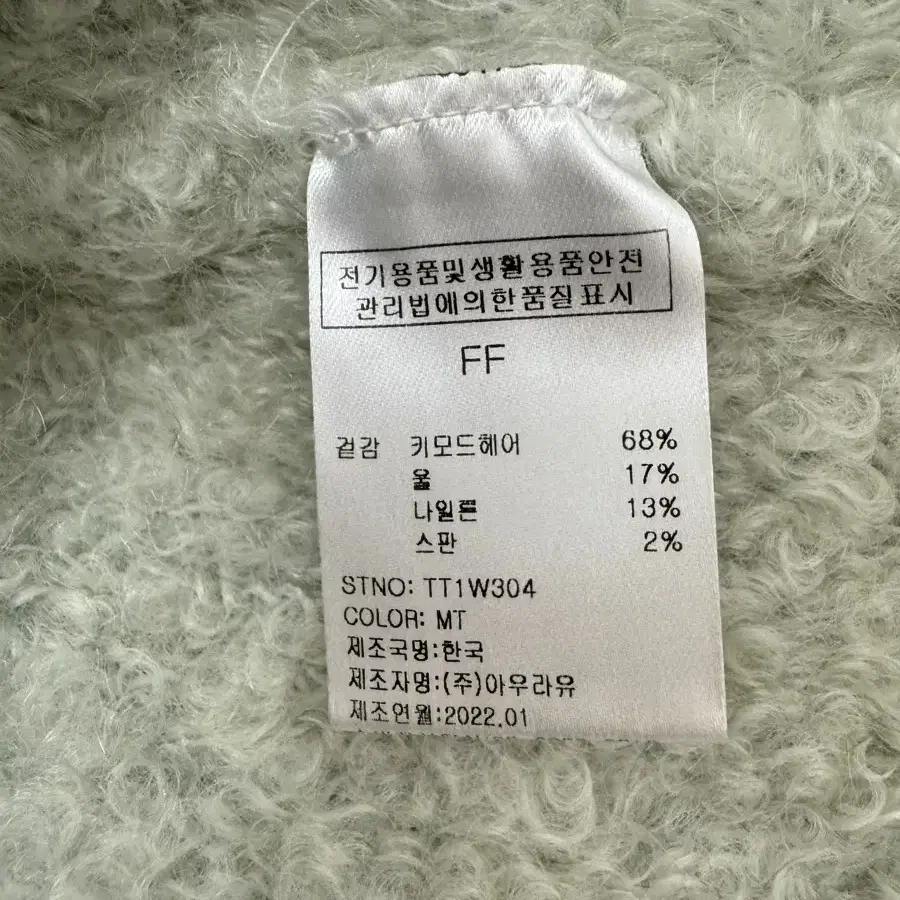 전기용품및생활용품안전
관리법에의한품질표시
FF
겉감 키모드헤어 68%
울 17%
나일론 13%
스판 2%
STNO: TT1W304
COLOR: MT
제조국명:한국
제조자명:(주)아우라유
제조연월:2022.01